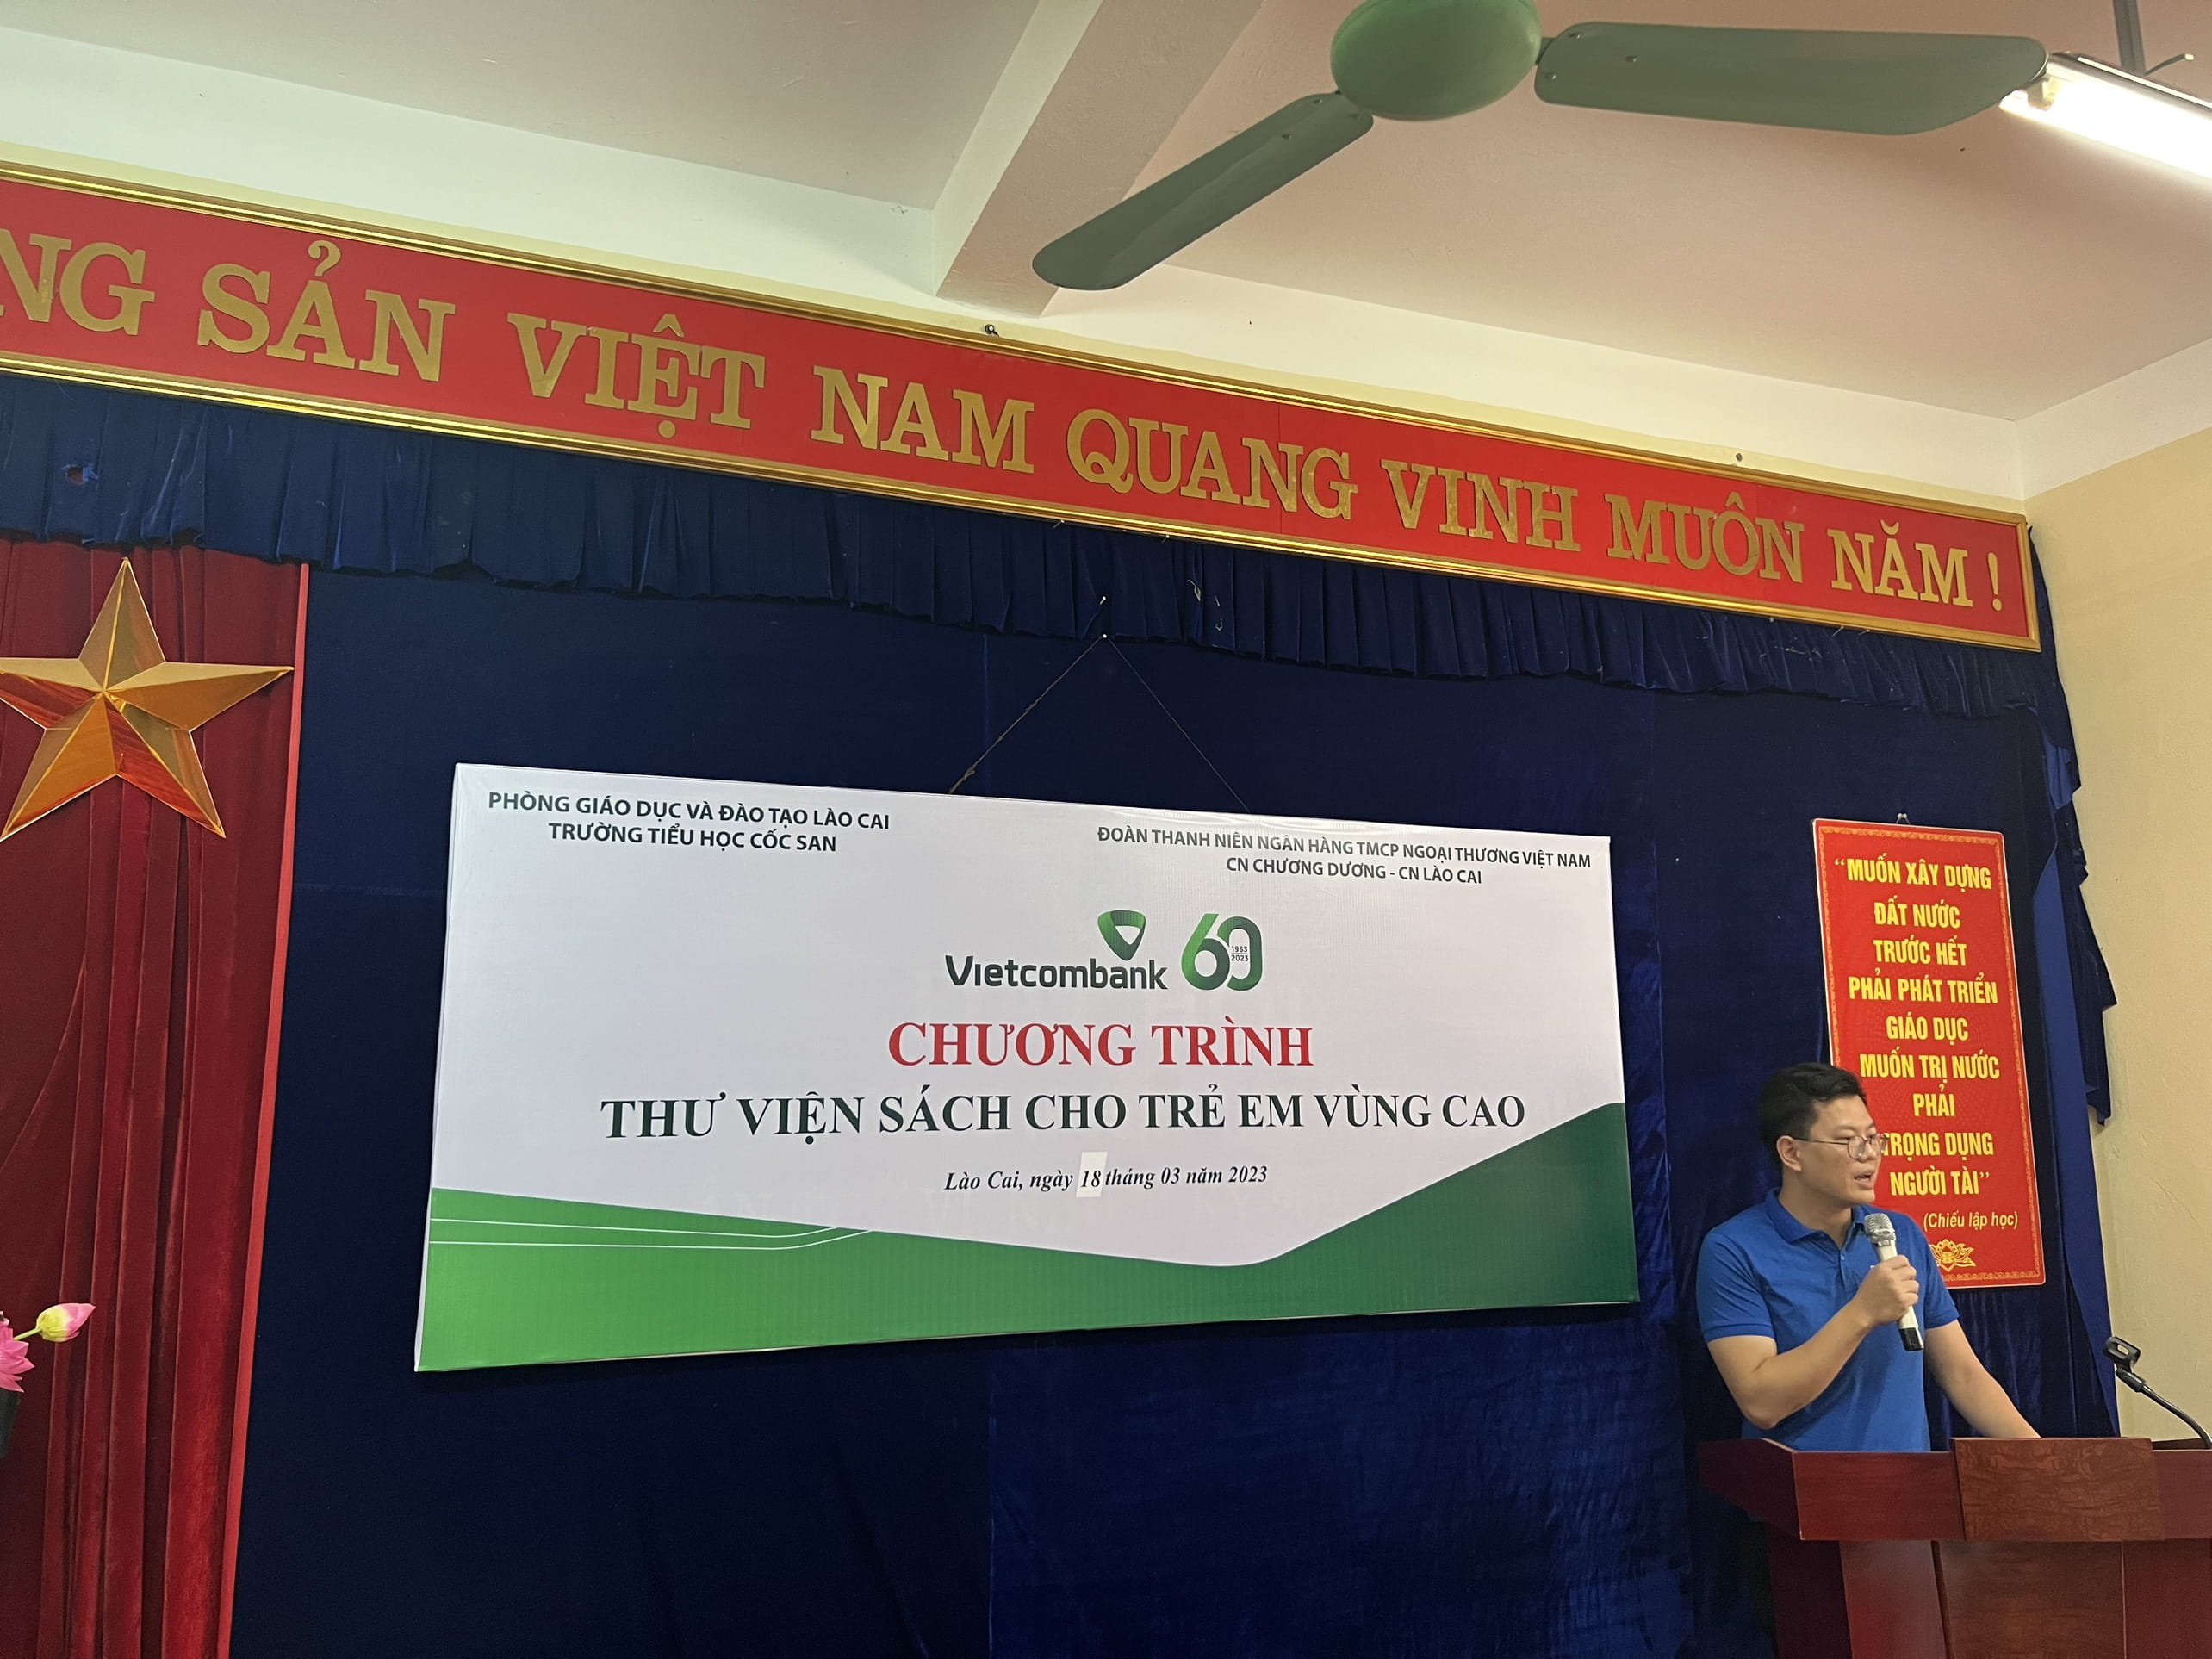 NG SẢN VIỆT NAM QUANG VINH MUÔN NĂM !
PHÒNG GIÁO DỤC VÀ ĐÀO TẠO LÀO CAI
TRƯỜNG TIỂU HỌC CỐC SAN
ĐOÀN THANH NIÊN NGÂN HÀNG TMCP NGOẠI THƯƠNG VIỆT NAM
CN CHƯƠNG DƯƠNG - CN LÀO CAI
Vietcombank 60
1963
2023
CHƯƠNG TRÌNH
THƯ VIỆN SÁCH CHO TRẺ EM VÙNG CAO
Lào Cai, ngày 18 tháng 03 năm 2023
“MUỐN XÂY DỰNG
ĐẤT NƯỚC
TRƯỚC HẾT
PHẢI PHÁT TRIỂN
GIÁO DỤC
MUỐN TRỊ NƯỚC
PHẢI
TRỌNG DỤNG
NGƯỜI TÀI”
(Chiếu lập học)